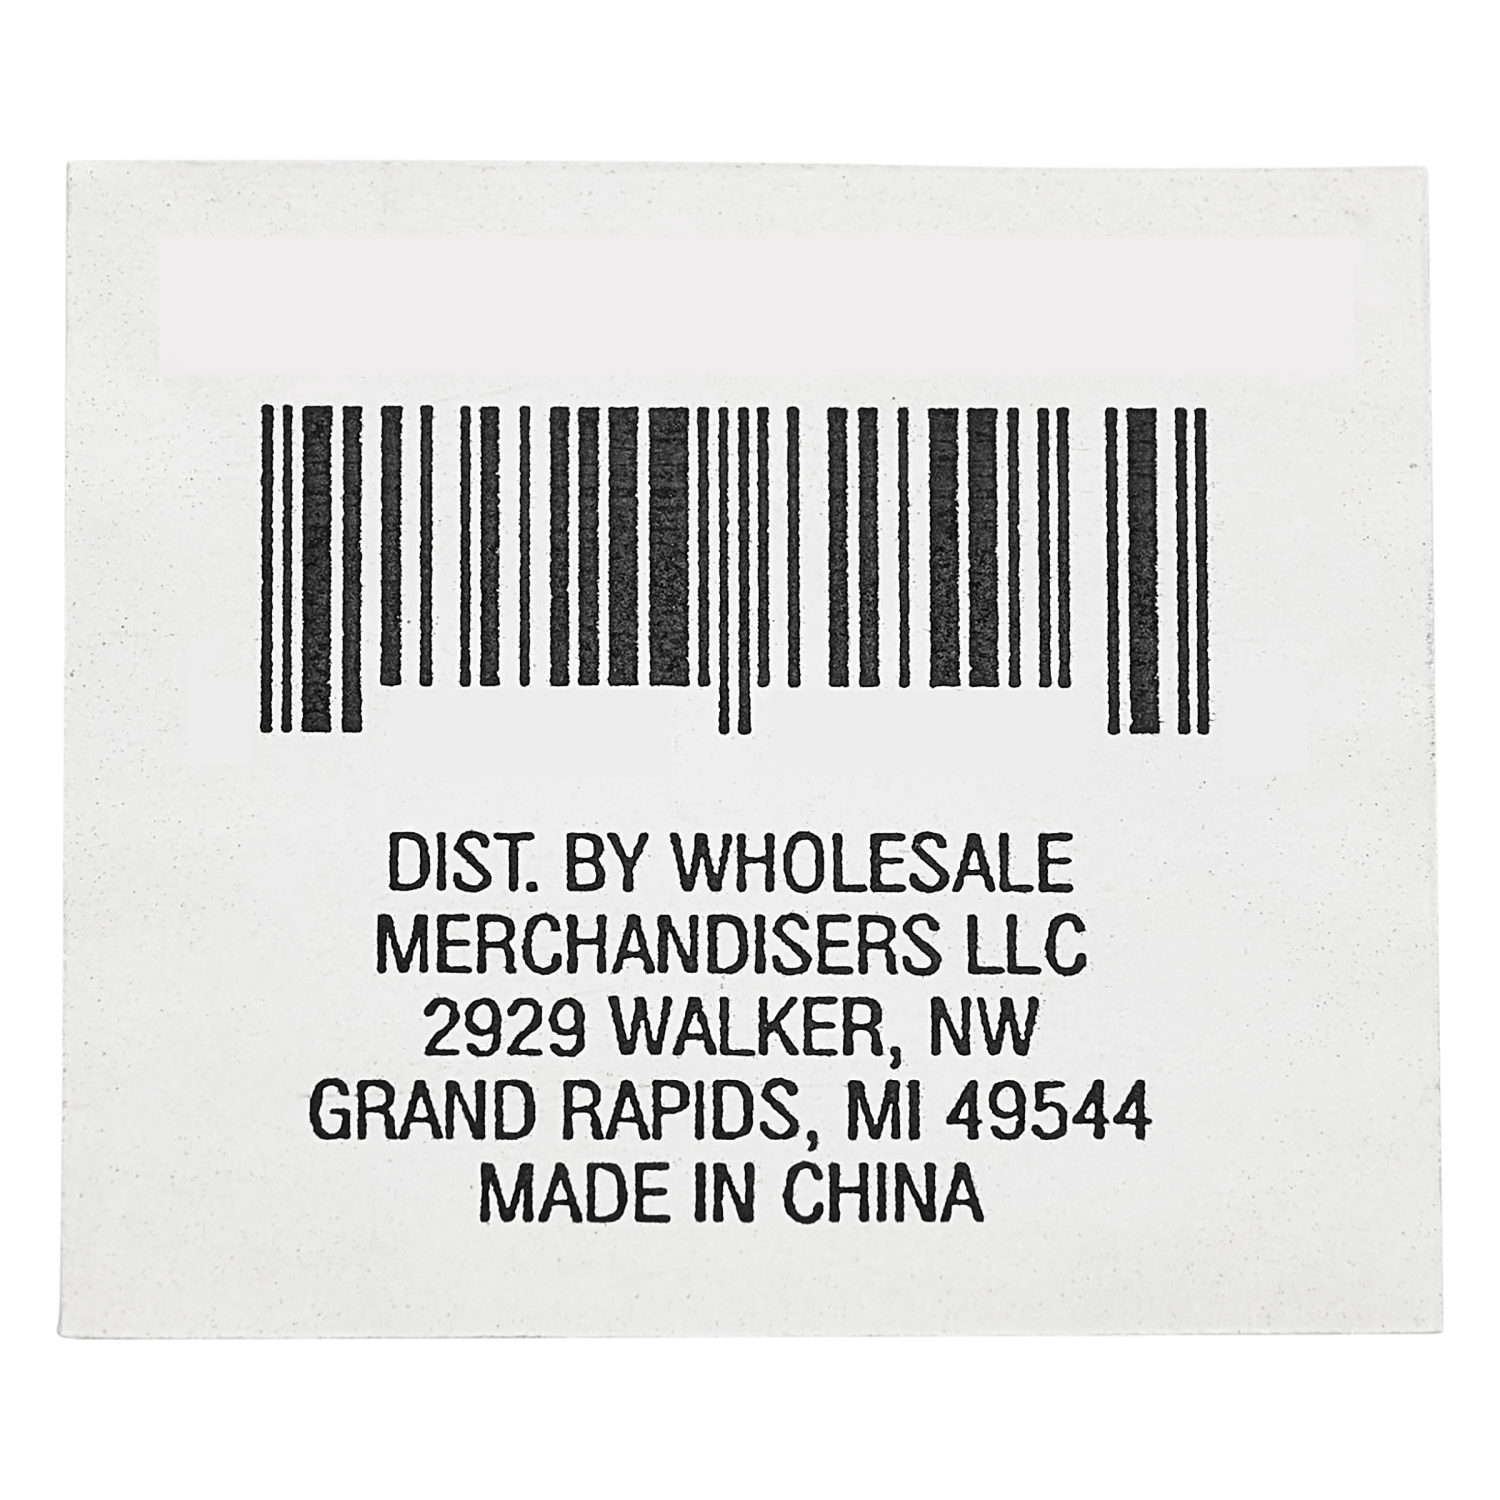 DIST. BY WHOLESALE
MERCHANDISERS LLC
2929 WALKER, NW
GRAND RAPIDS, MI 49544
MADE IN CHINA